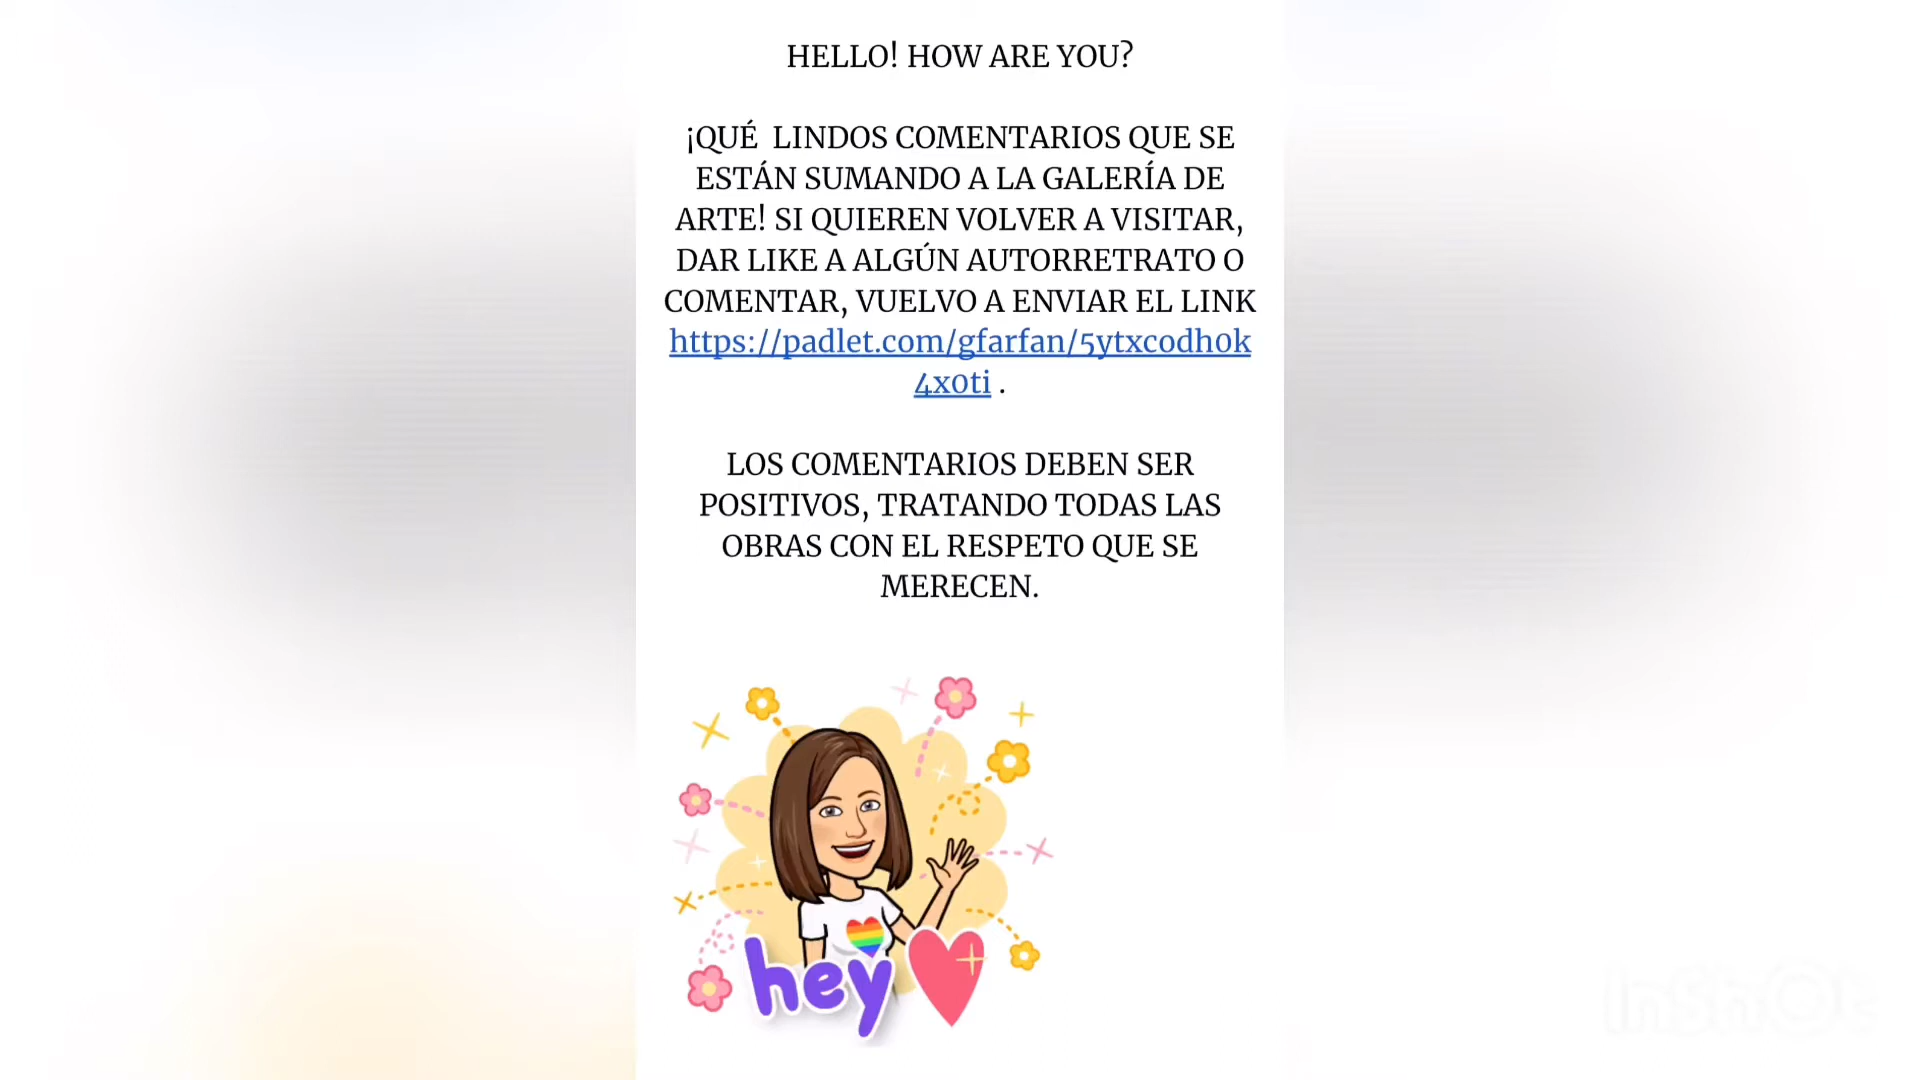 HELLO! HOW ARE YOU?
¡QUÉ LINDOS COMENTARIOS QUE SE
ESTÁN SUMANDO A LA GALERÍA DE
ARTE! SI QUIEREN VOLVER A VISITAR,
DAR LIKE A ALGÚN AUTORRETRATO O
COMENTAR, VUELVO A ENVIAR EL LINK
https://padlet.com/gfarfan/5ytxcodh0k
4x0ti .
LOS COMENTARIOS DEBEN SER
POSITIVOS, TRATANDO TODAS LAS
OBRAS CON EL RESPETO QUE SE
MERECEN.
hey
InShOt